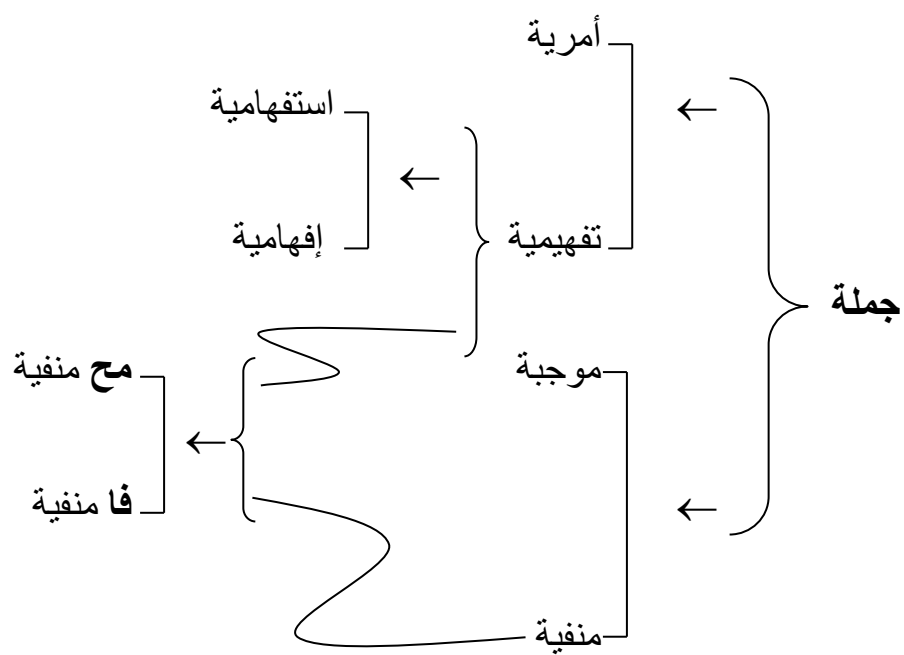 أمرية
←
استفهامية
←
إفهامية
تفهيمية
جملة
موجبة
مح منفية
←
فا منفية
←
منفية